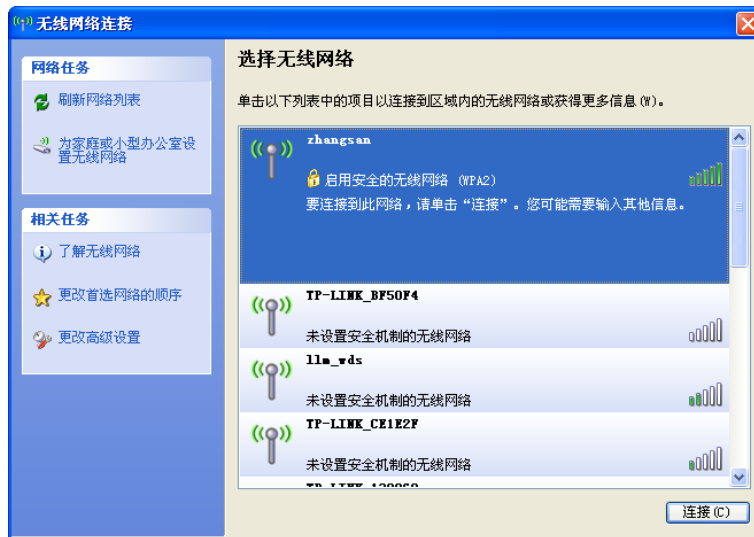 无线网络连接
网络任务
刷新网络列表
为家庭或小型办公室设
置无线网络
相关任务
了解无线网络
更改首选网络的顺序
更改高级设置
选择无线网络
单击以下列表中的项目以连接到区域内的无线网络或获得更多信息(W)。
zhangsan
启用安全的无线网络 (WPA2)
要连接到此网络，请单击“连接”。您可能需要输入其他信息。
TP-LINK_BF50F4
未设置安全机制的无线网络
llm_wds
未设置安全机制的无线网络
TP-LINK_CE1E2F
未设置安全机制的无线网络
连接(C)